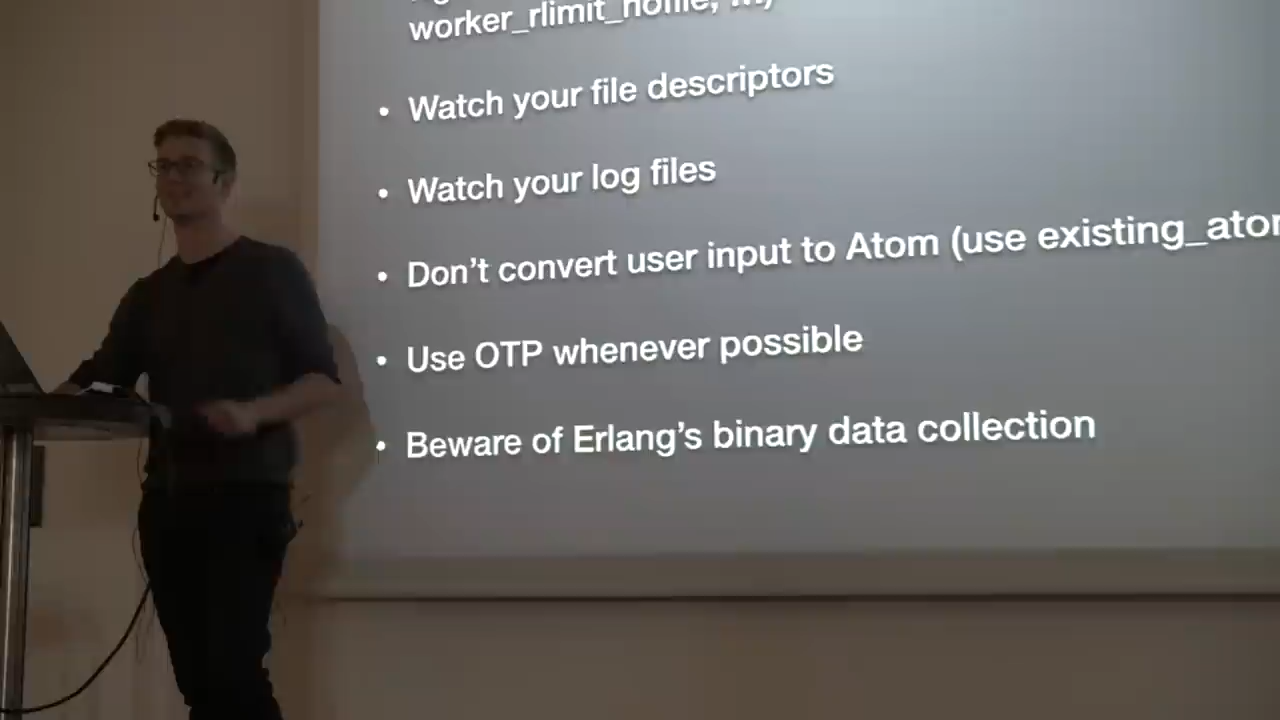 worker_rlimit_nofile,
• Watch your file descriptors
• Watch your log files
• Don't convert user input to Atom (use existing_atom
• Use OTP whenever possible
• Beware of Erlang's binary data collection